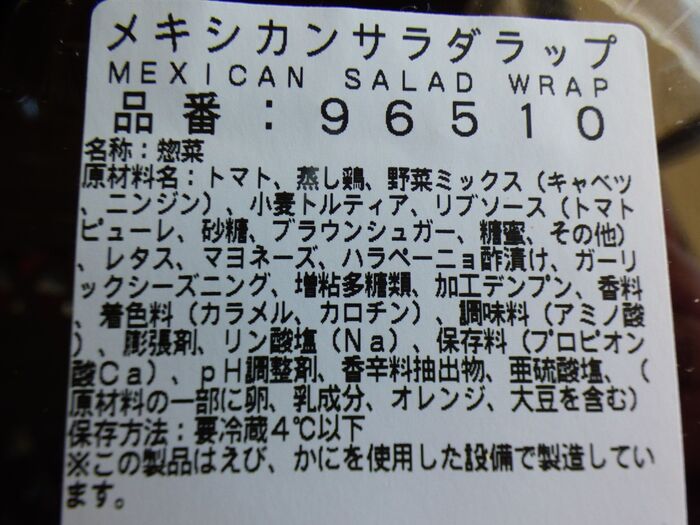 メキシカンサラダラップ
MEXICAN SALAD WRAP
品番:96510
名称:惣菜
原材料名:トマト、蒸し鶏、野菜ミックス(キャベツ
、ニンジン)、小麦トルティア、リブソース(トマト
ピューレ、砂糖、ブラウンシュガー、糖蜜、その他)
、レタス、マヨネーズ、ハラペーニョ酢漬け、ガーリ
ックシーズニング、増粘多糖類、加工デンプン、香料
、着色料(カラメル、カロチン)、調味料(アミノ酸
)、膨張剤、リン酸塩(Na)、保存料(プロピオン
酸Ca)、pH調整剤、香辛料抽出物、亜硫酸塩、(
原材料の一部に卵、乳成分、オレンジ、大豆を含む)
保存方法:要冷蔵4℃以下
※この製品はえび、かにを使用した設備で製造してい
ます。